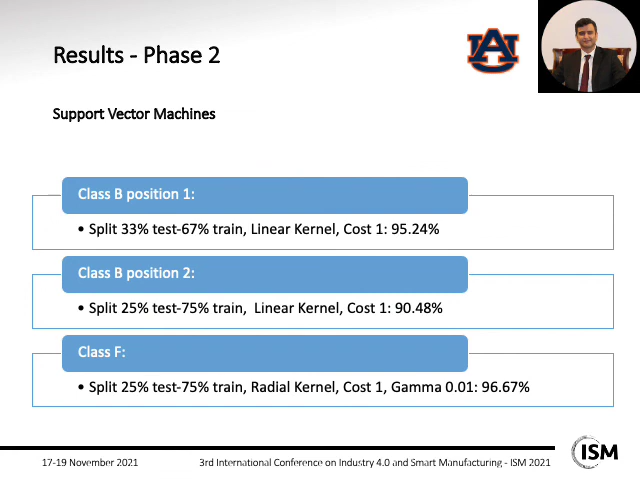 Results - Phase 2
Support Vector Machines
Class B position 1:
• Split 33% test-67% train, Linear Kernel, Cost 1: 95.24%
Class B position 2:
• Split 25% test-75% train,  Linear Kernel, Cost 1: 90.48%
Class F:
• Split 25% test-75% train, Radial Kernel, Cost 1, Gamma 0.01: 96.67%
17-19 November 2021
3rd International Conference on Industry 4.0 and Smart Manufacturing - ISM 2021
ISM
AU